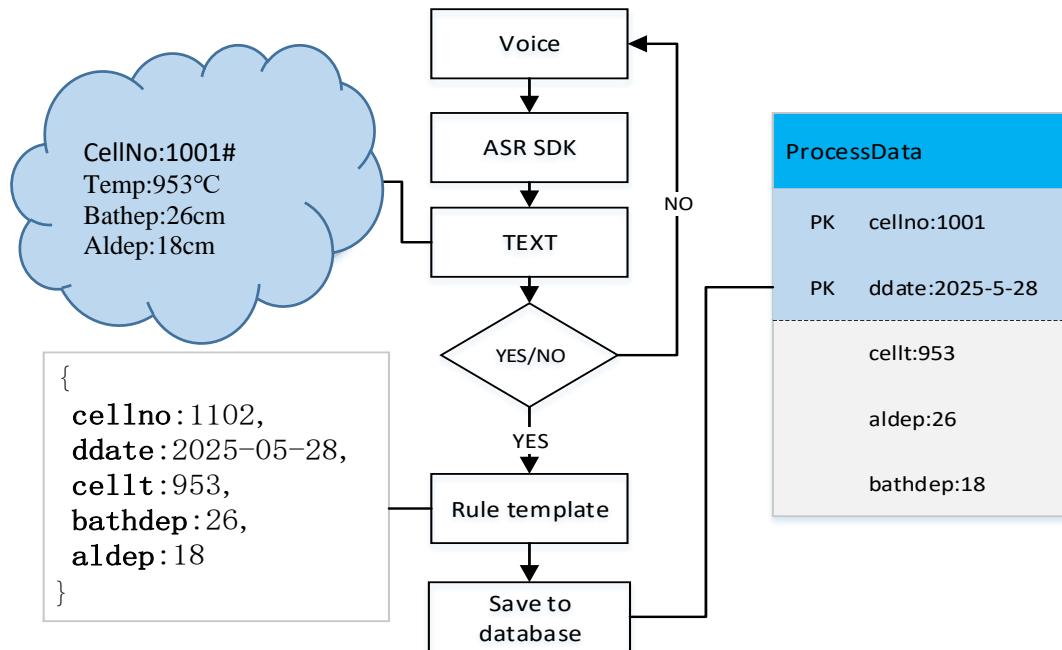 Voice
ASR SDK
TEXT
YES/NO
NO
YES
Rule template
Save to
database
CellNo:1001#
Temp:953℃
Bathep:26cm
Aldep:18cm
{
cellno:1102,
ddate:2025-05-28,
cellt:953,
bathdep:26,
aldep:18
}
ProcessData
PK cellno:1001
PK ddate:2025-5-28
cellt:953
aldep:26
bathdep:18